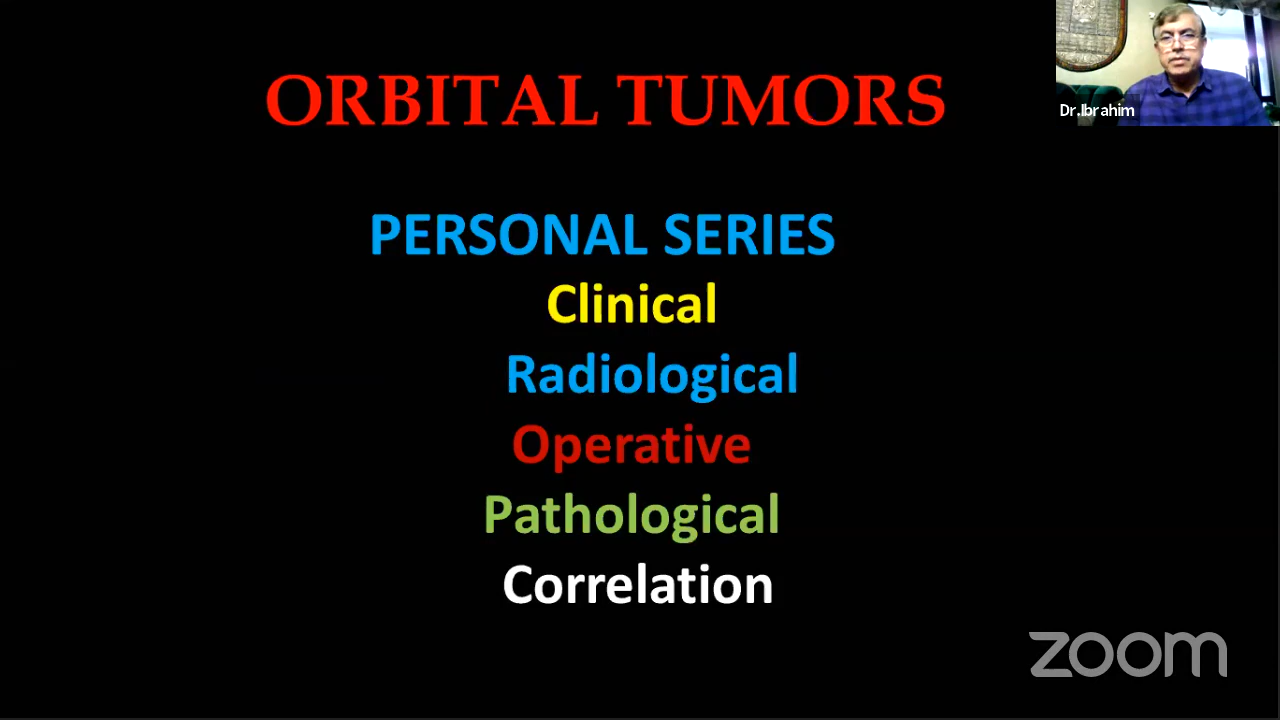 ORBITAL TUMORS
Dr.Ibrahim
PERSONAL SERIES
Clinical
Radiological
Operative
Pathological
Correlation
zoom